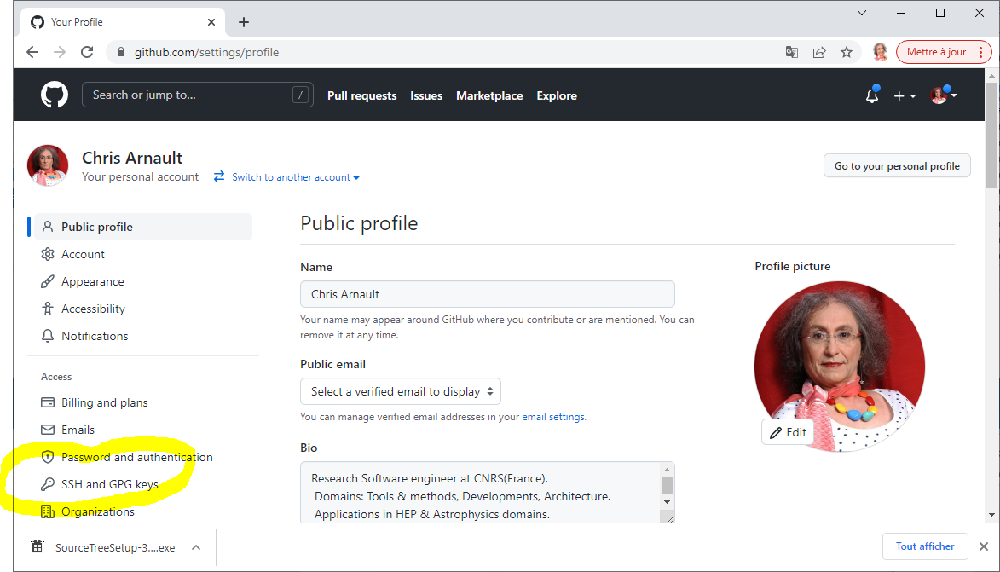 Your Profile
github.com/settings/profile
Mettre à jour
Search or jump to... /
Pull requests Issues Marketplace Explore
Chris Arnault
Your personal account Switch to another account
Go to your personal profile
Public profile
Account
Appearance
Accessibility
Notifications
Access
Billing and plans
Emails
Password and authentication
SSH and GPG keys
Organizations
Public profile
Name
Chris Arnault
Your name may appear around GitHub where you contribute or are mentioned. You can
remove it at any time.
Public email
Select a verified email to display
You can manage verified email addresses in your email settings.
Bio
Research Software engineer at CNRS(France).
Domains: Tools & methods, Developments, Architecture.
Applications in HEP & Astrophysics domains.
Profile picture
Edit
SourceTreeSetup-3....exe
Tout afficher